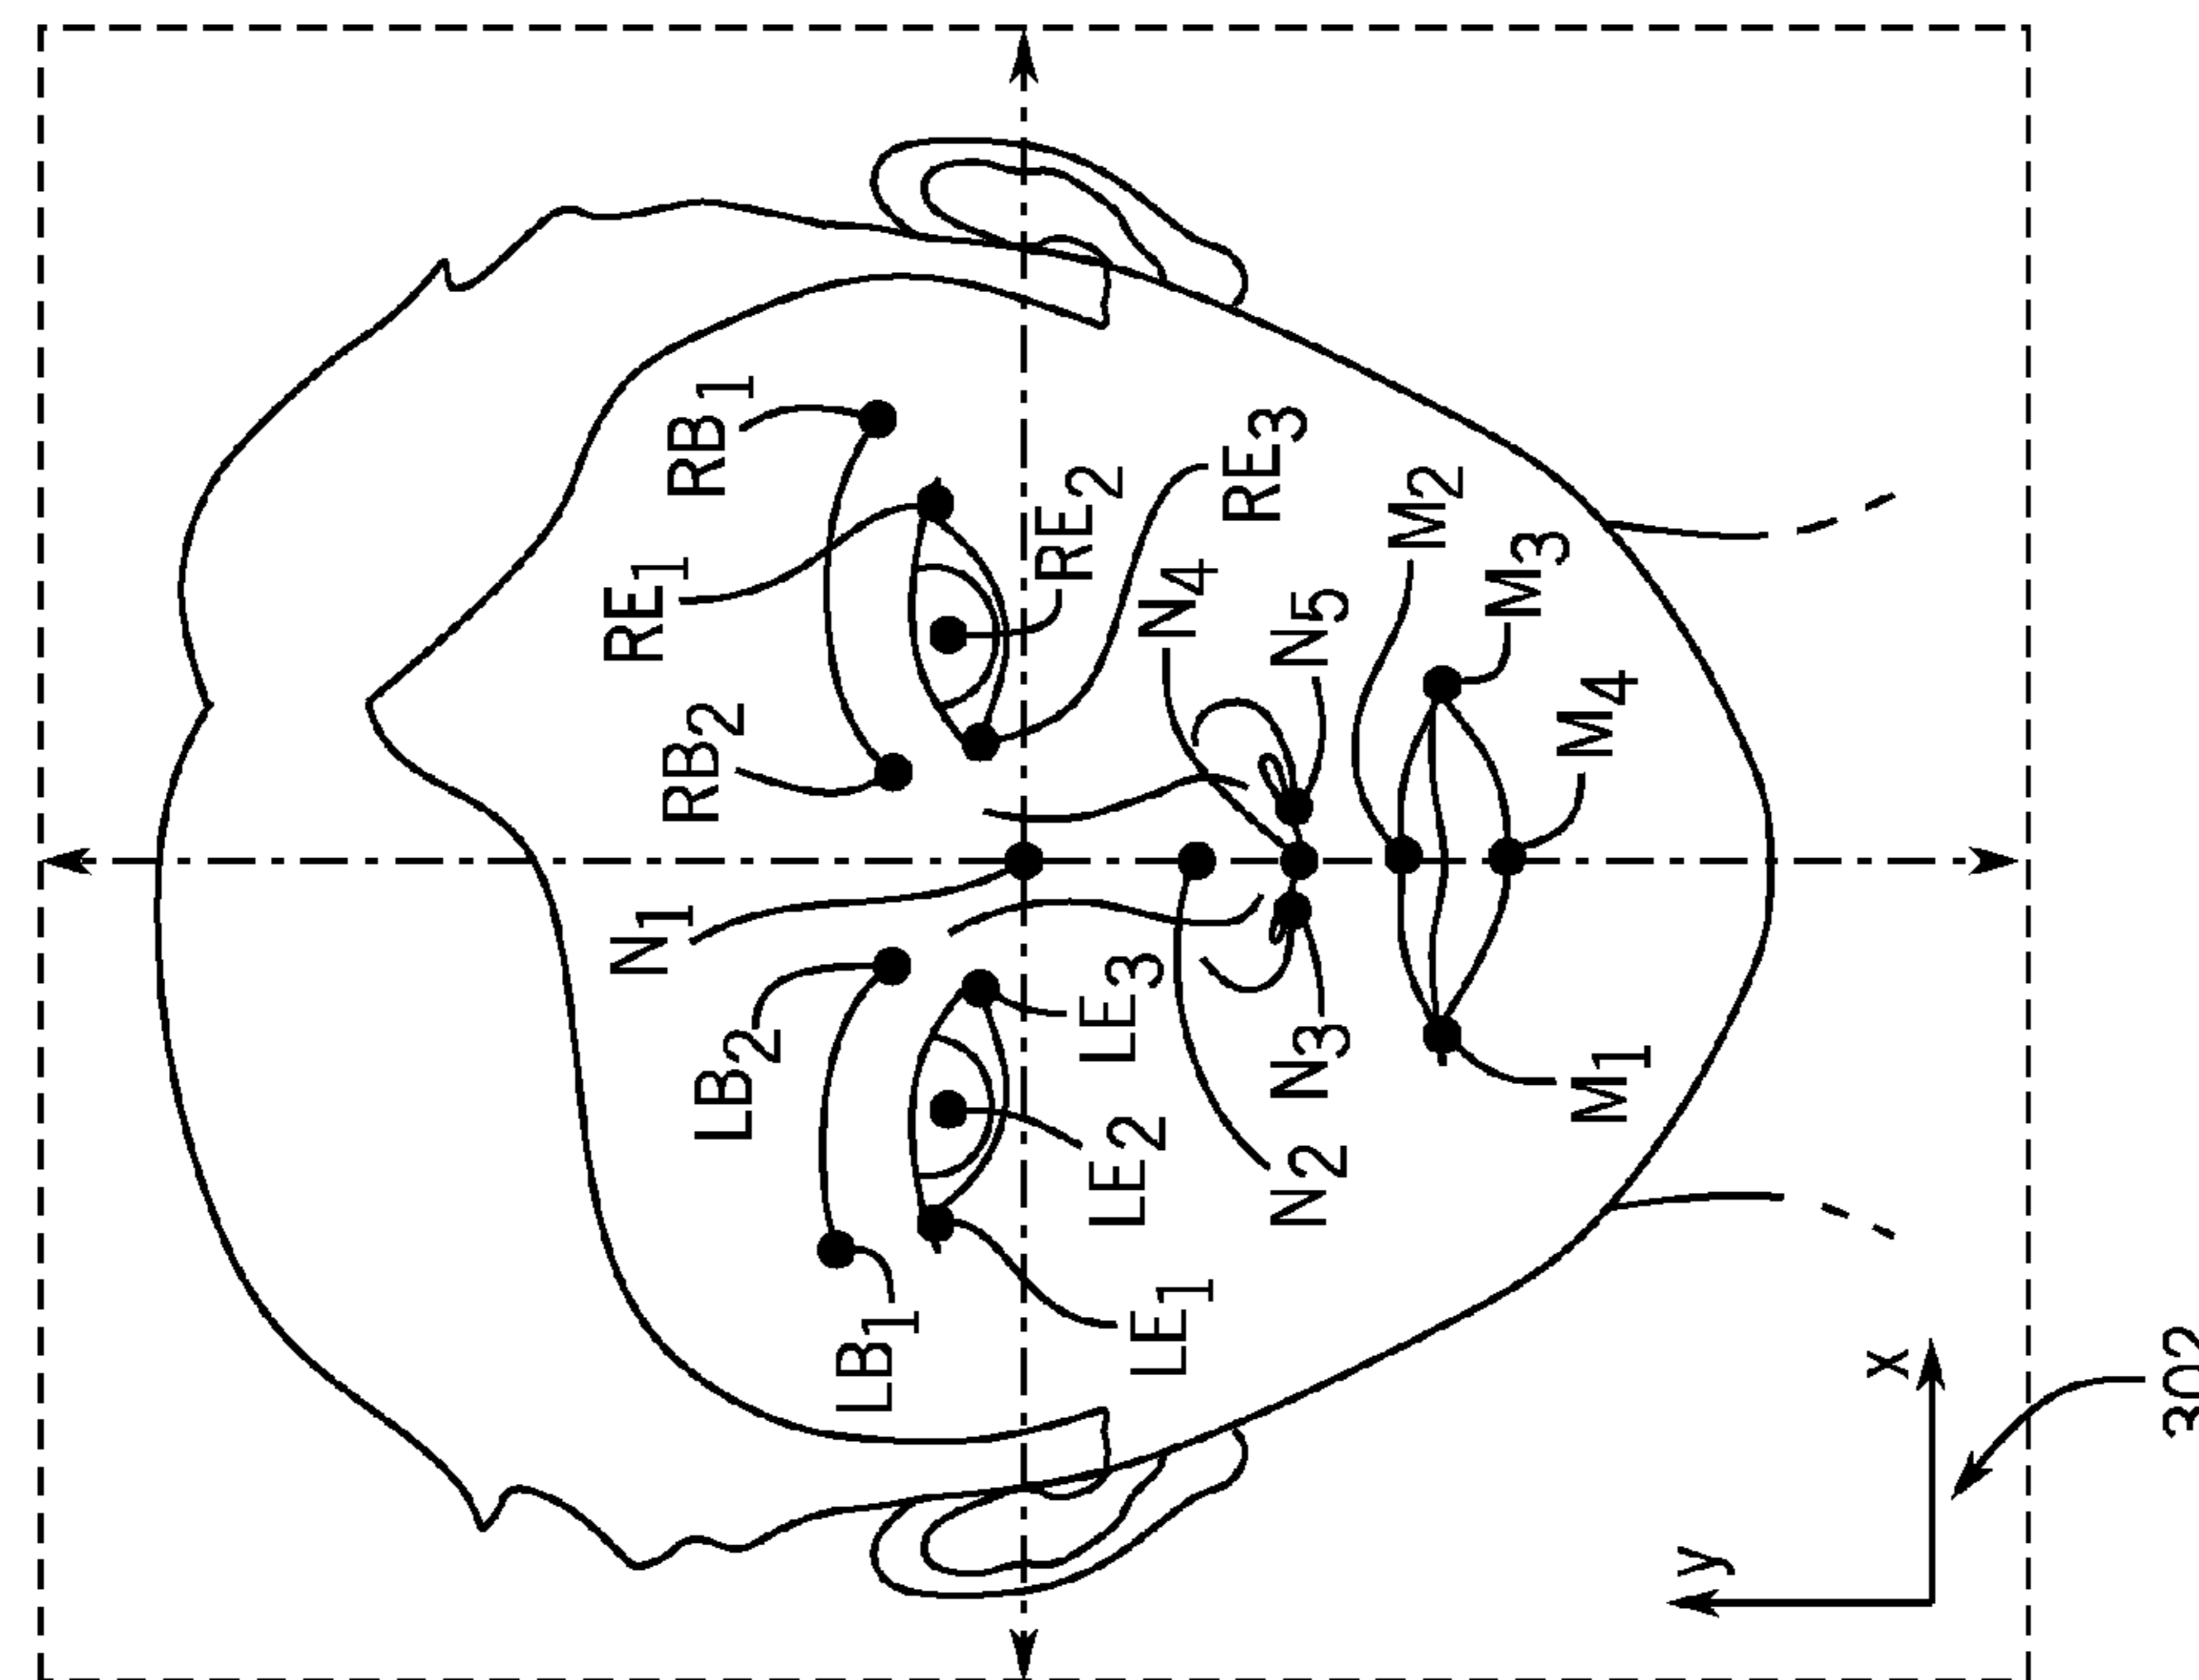 N₁
RE₁
RB₂
RB₁
LB₂
LB₁
RE₂
LE₃
LE₂
LE₁
N₄
RE₃
N₂
N₃
N₅
M₂
M₃
M₁
M₄
y
x
302